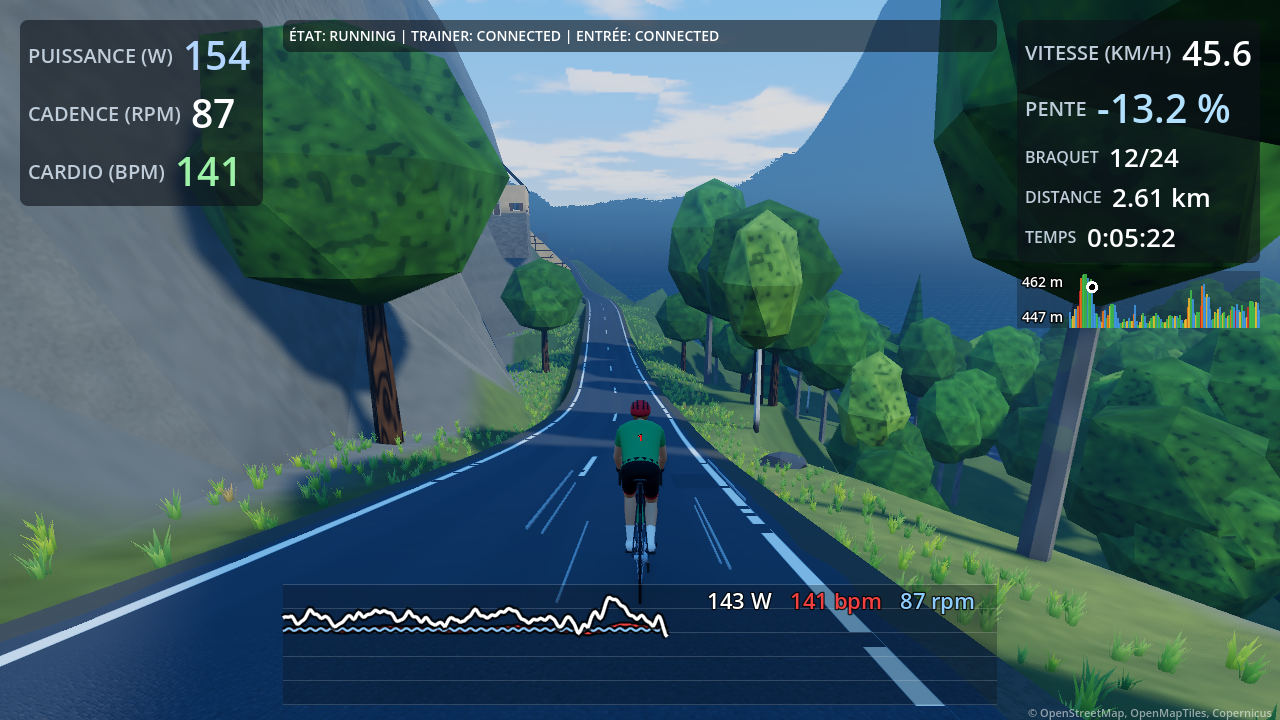 PUISSANCE (W) 154
CADENCE (RPM) 87
CARDIO (BPM) 141
ÉTAT: RUNNING | TRAINER: CONNECTED | ENTRÉE: CONNECTED
VITESSE (KM/H) 45.6
PENTE -13.2 %
BRAQUET 12/24
DISTANCE 2.61 km
TEMPS 0:05:22
462 m
447 m
143 W 141 bpm 87 rpm
© OpenStreetMap, OpenMapTiles, Copernicus